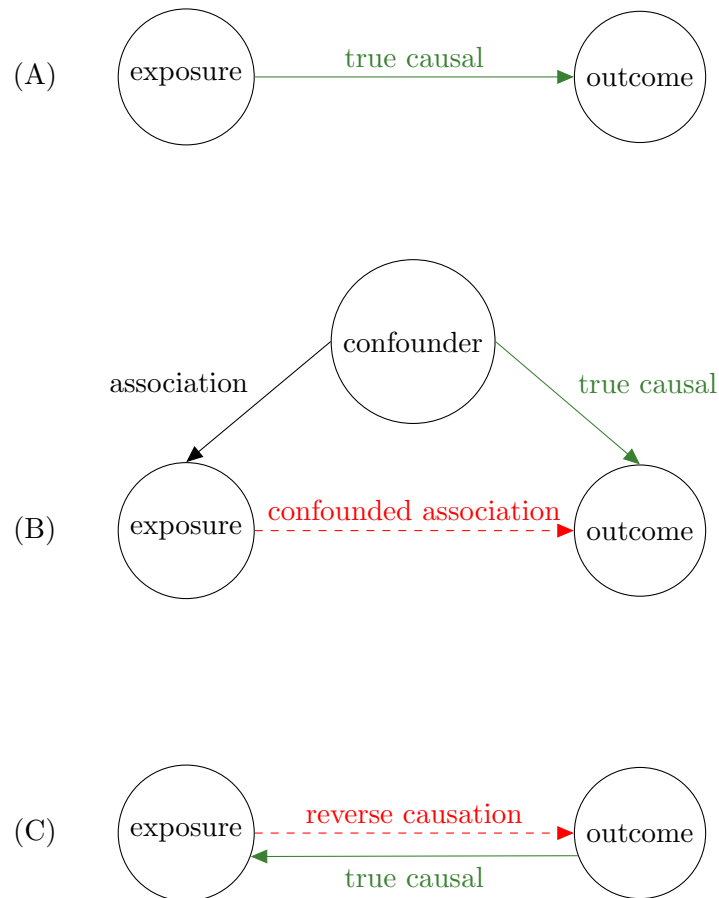 (A)
exposure
true causal
outcome
confounder
association
true causal
(B)
exposure
confounded association
outcome
(C)
exposure
reverse causation
outcome
true causal